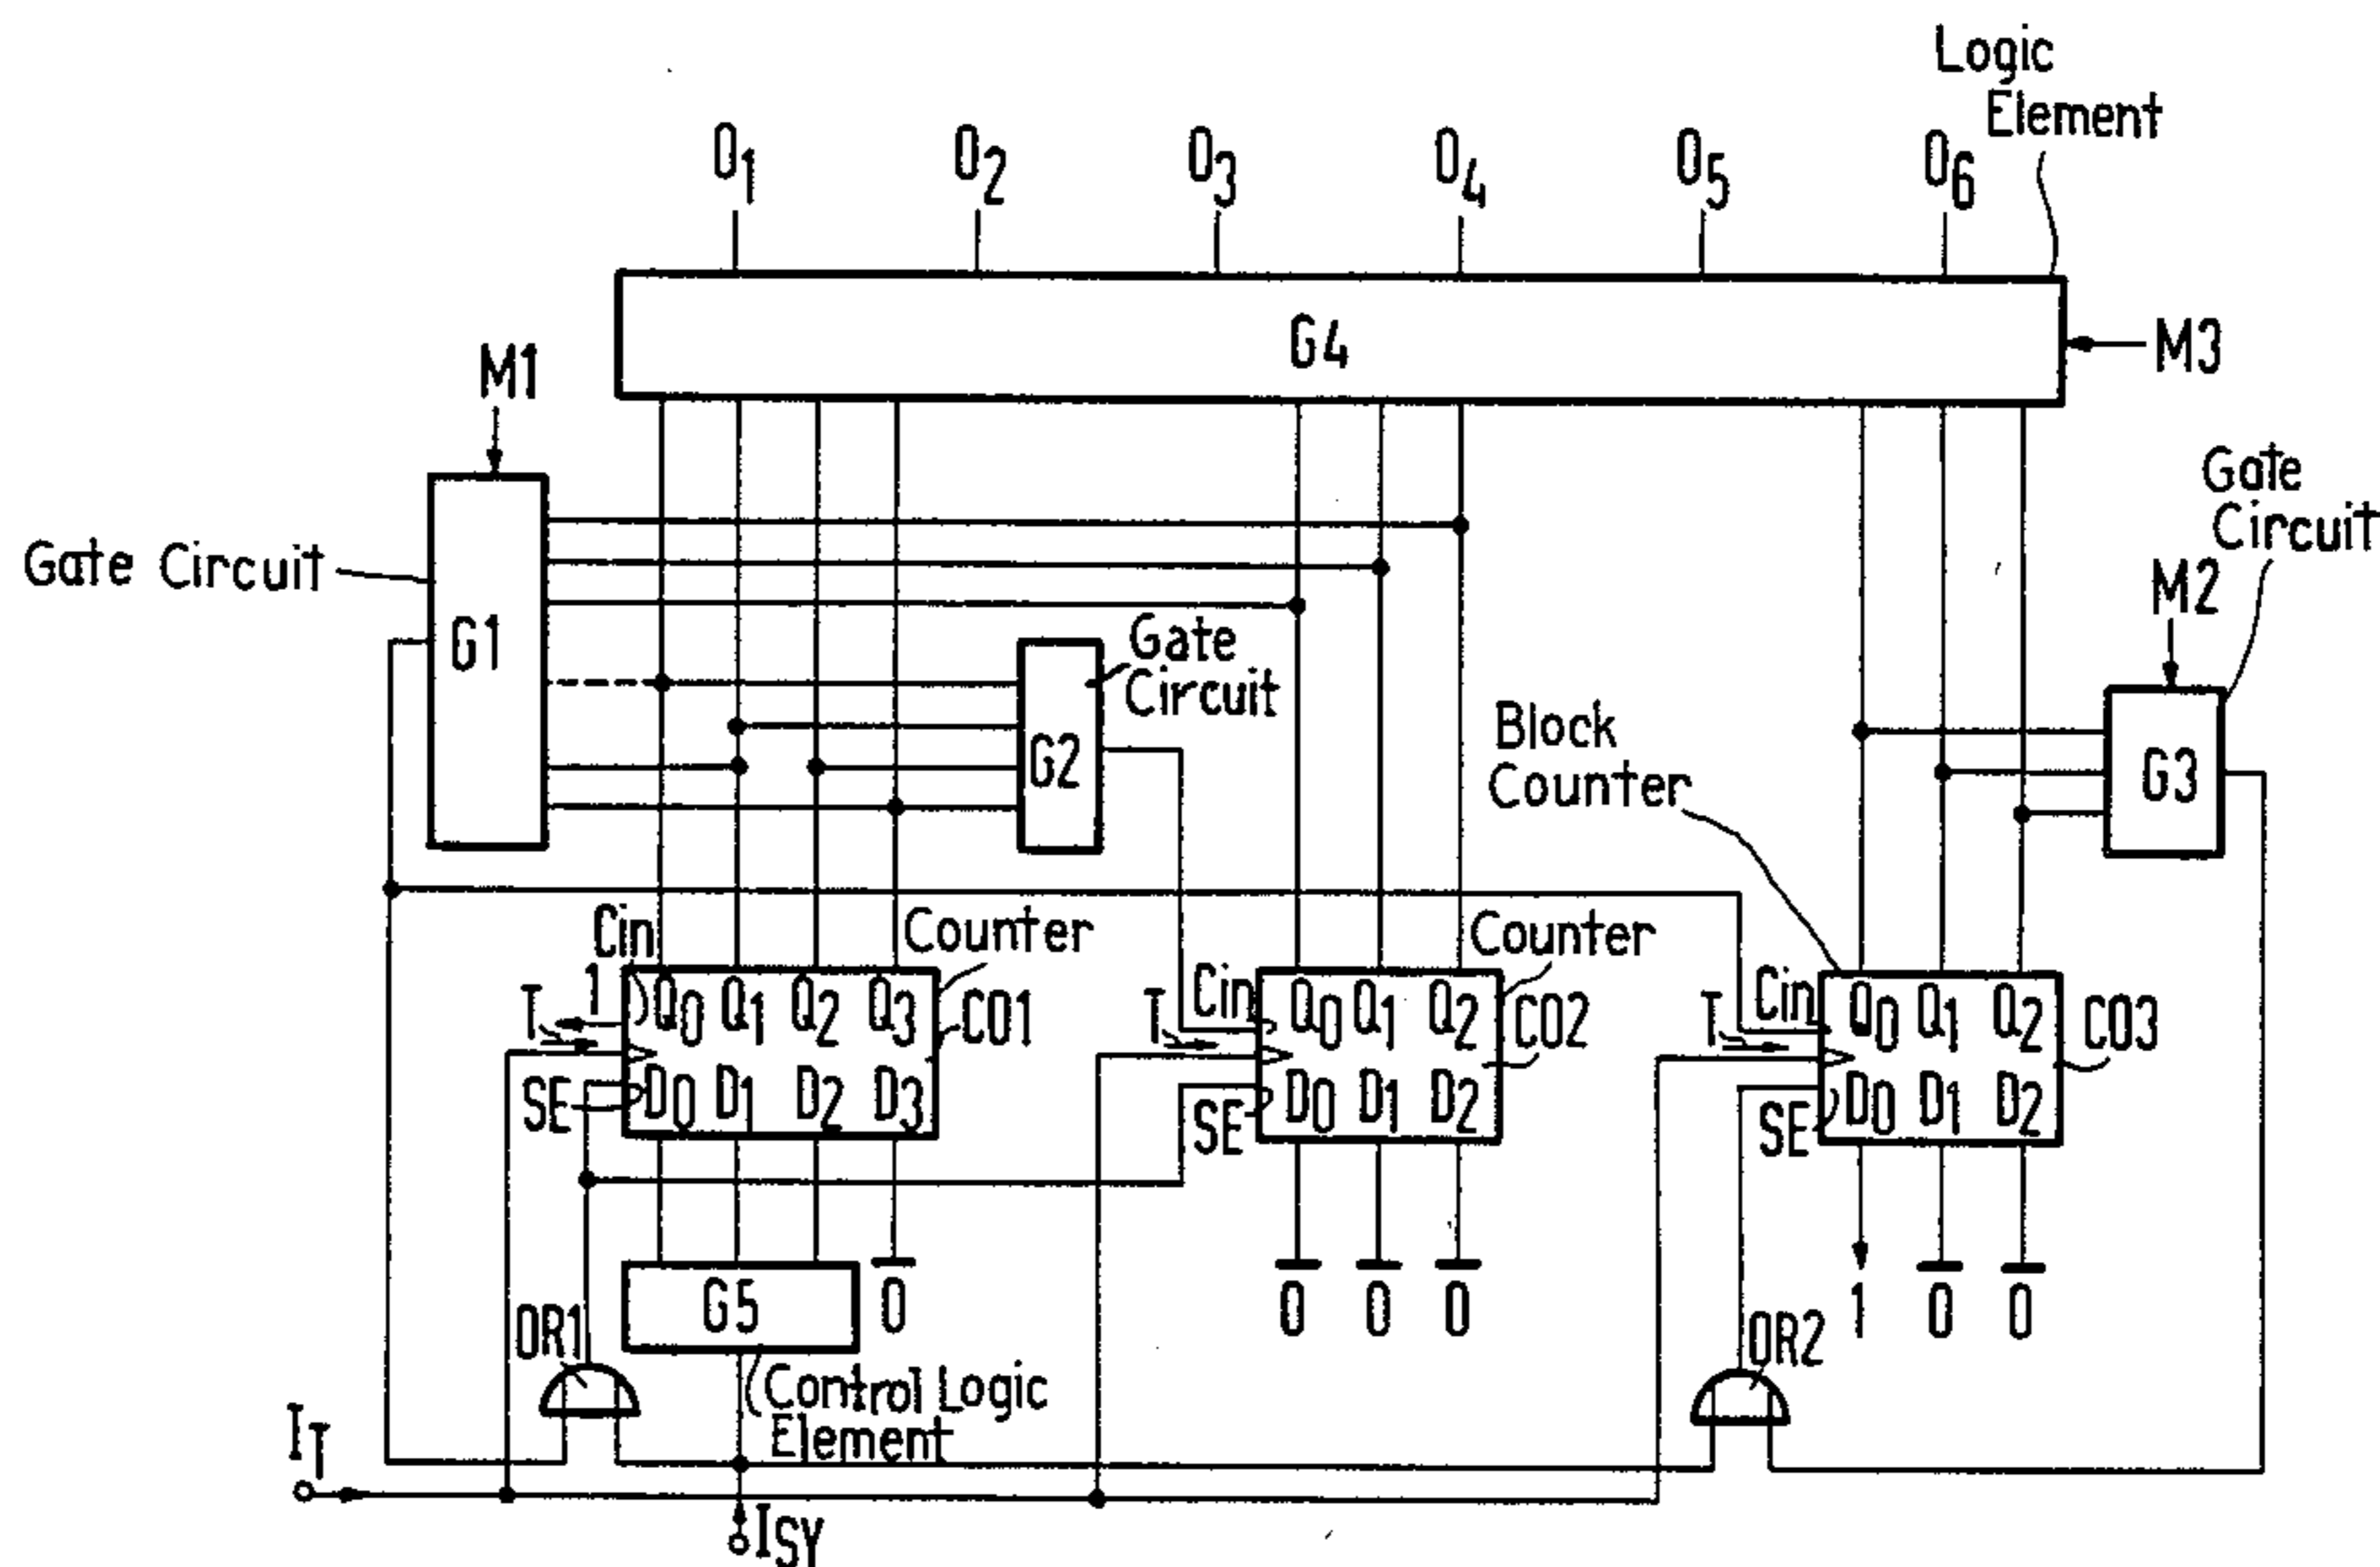 Logic
Element
O1 O2 O3 O4 O5 O6
G4
M3
M1
Gate Circuit
G1
Gate
Circuit
G2
Block
Counter
Gate
Circuit
M2
G3
Cin
1
T
SE
Q0 Q1 Q2 Q3
D0 D1 D2 D3
Counter
CO1
Cin
T
SE
Q0 Q1 Q2
D0 D1 D2
Counter
CO2
Cin
T
SE
Q0 Q1 Q2
D0 D1 D2
CO3
G5
0
0 0 0
1 0 0
OR1
OR2
Control Logic
Element
IT
ISY